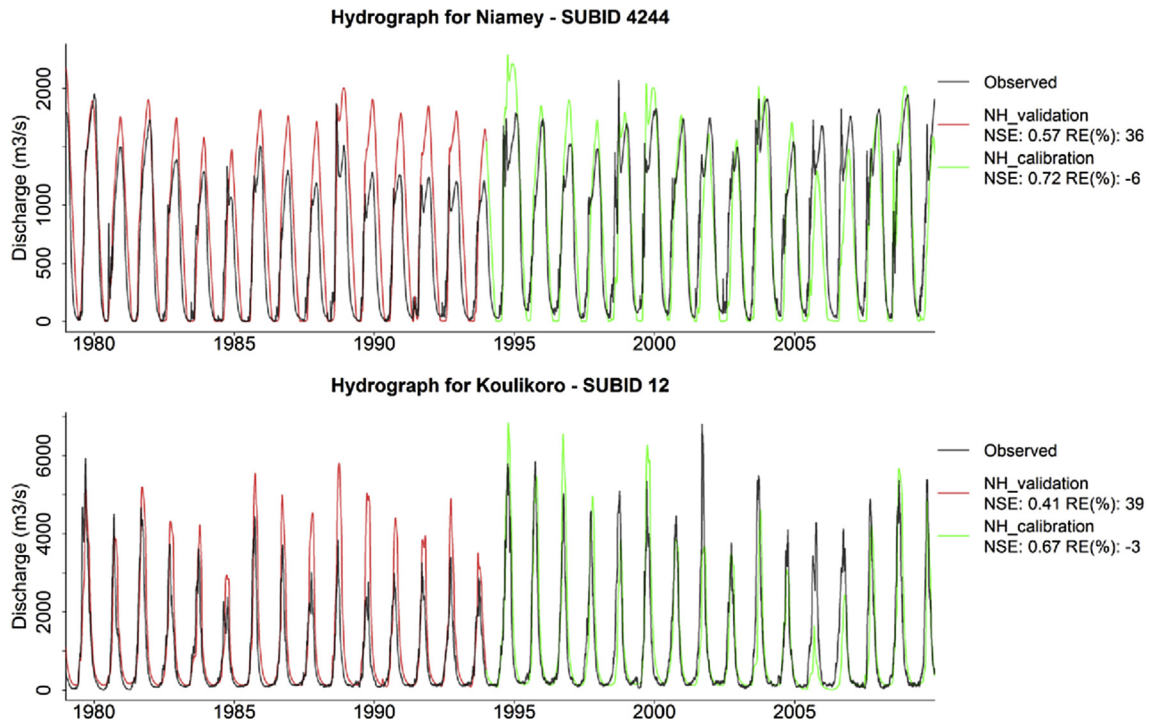 Hydrograph for Niamey - SUBID 4244
Discharge (m3/s)
2000
1000
500
0
1980 1985 1990 1995 2000 2005
Observed
NH_validation
NSE: 0.57 RE(%): 36
NH_calibration
NSE: 0.72 RE(%): -6
Hydrograph for Koulikoro - SUBID 12
Discharge (m3/s)
6000
4000
2000
0
1980 1985 1990 1995 2000 2005
Observed
NH_validation
NSE: 0.41 RE(%): 39
NH_calibration
NSE: 0.67 RE(%): -3